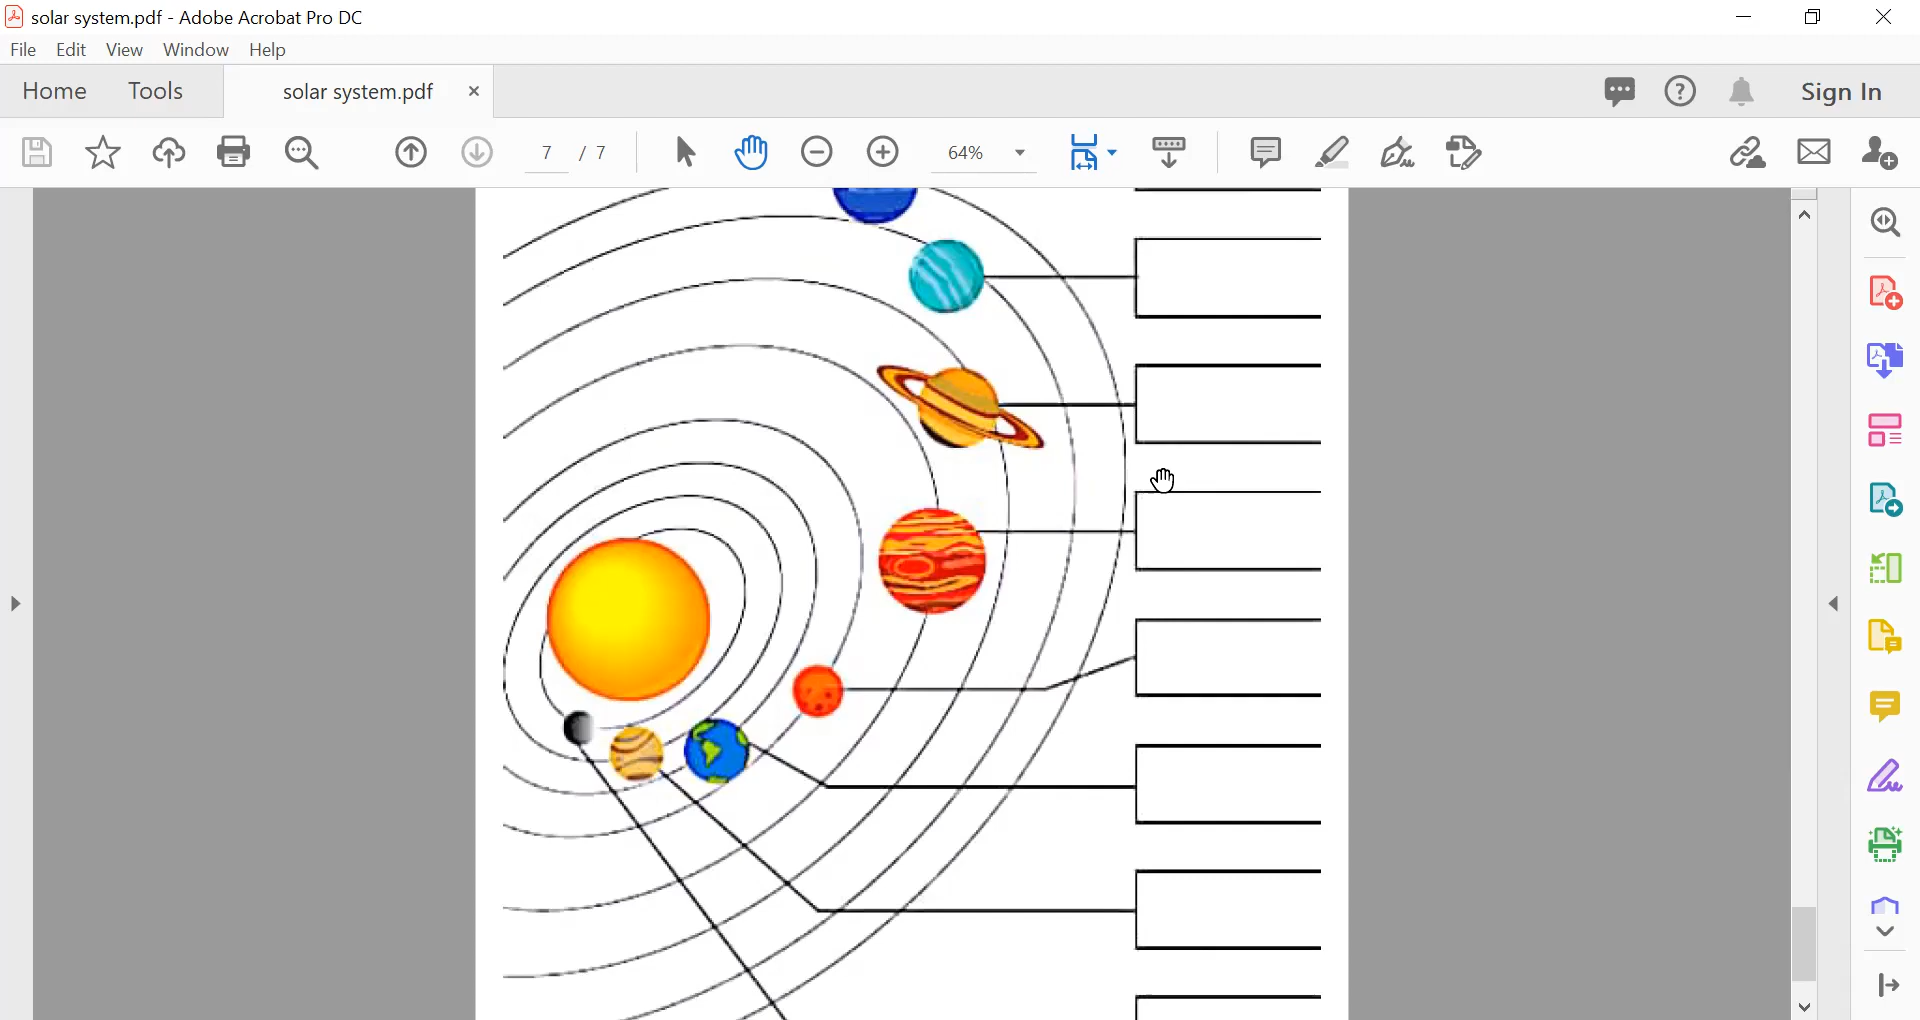 solar system.pdf - Adobe Acrobat Pro DC
File Edit View Window Help
Home Tools solar system.pdf × Sign In
7 / 7 64%